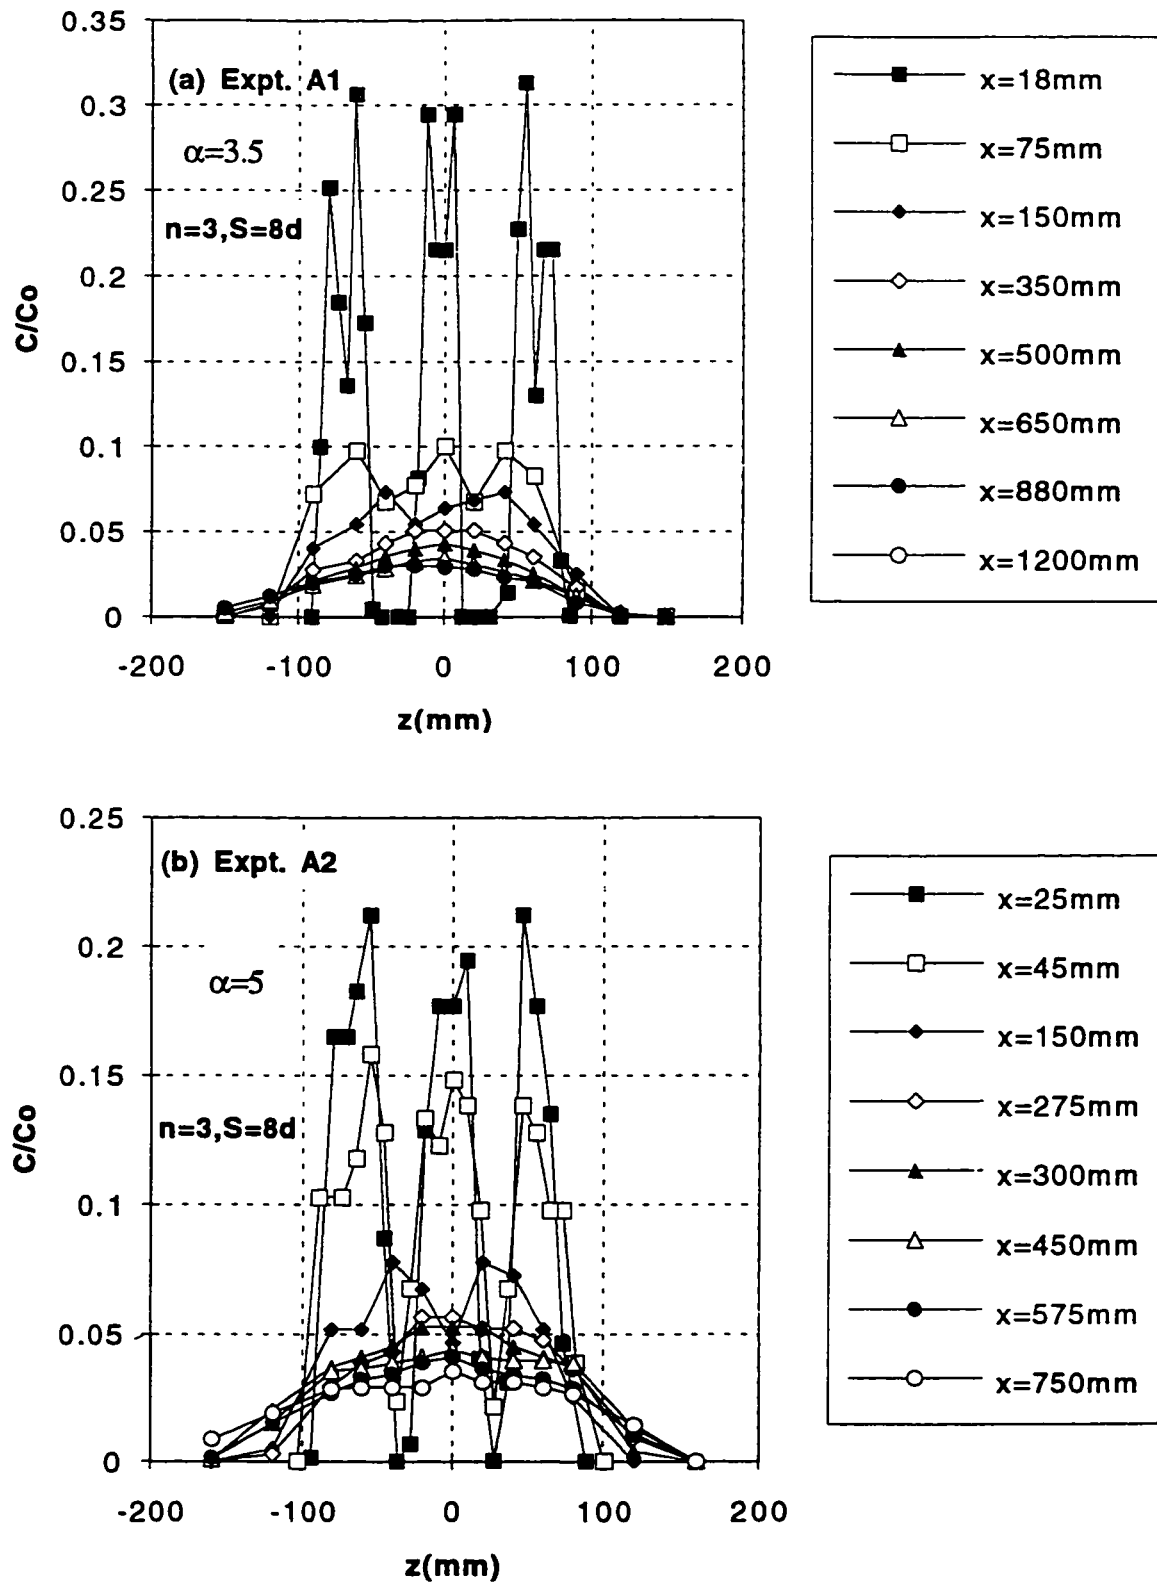 0.35
(a) Expt. A1
0.3
α=3.5
0.25
n=3,S=8d
0.2
C/Co
0.15
0.1
0.05
0
-200 -100 0 100 200
z(mm)
x=18mm
x=75mm
x=150mm
x=350mm
x=500mm
x=650mm
x=880mm
x=1200mm
0.25
(b) Expt. A2
0.2
α=5
0.15
n=3,S=8d
C/Co
0.1
0.05
0
-200 -100 0 100 200
z(mm)
x=25mm
x=45mm
x=150mm
x=275mm
x=300mm
x=450mm
x=575mm
x=750mm